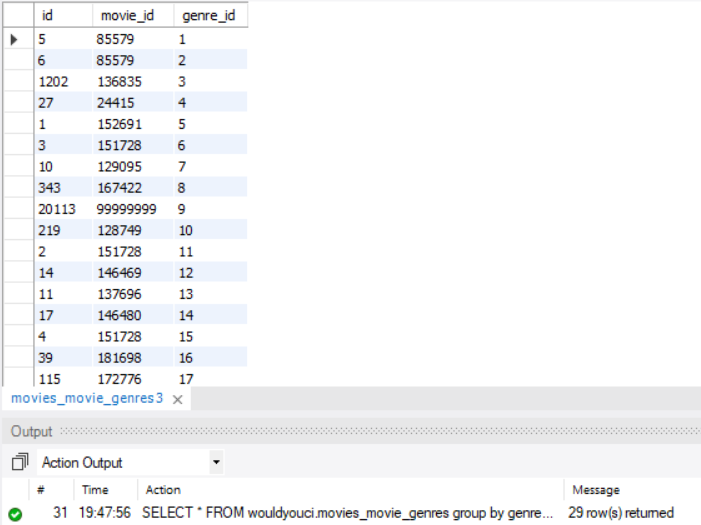 id movie_id genre_id
5 85579 1
6 85579 2
1202 136835 3
27 24415 4
1 152691 5
3 151728 6
10 129095 7
343 167422 8
20113 99999999 9
219 128749 10
2 151728 11
14 146469 12
11 137696 13
17 146480 14
4 151728 15
39 181698 16
115 172776 17
movies_movie_genres3
Output
Action Output
# Time Action Message
31 19:47:56 SELECT * FROM wouldyouci.movies_movie_genres group by genre... 29 row(s) returned